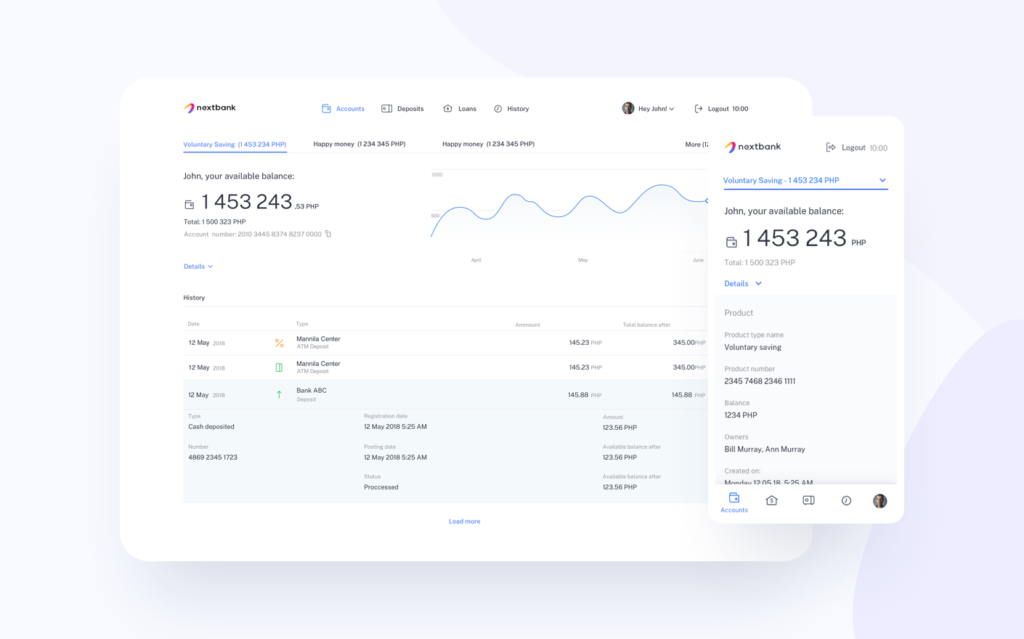 nextbank
Accounts Deposits Loans History
Hey John! Logout 10:00
Voluntary Saving (1 453 234 PHP) Happy money (1 234 345 PHP) Happy money (1 234 345 PHP) More (12
John, your available balance:
1 453 243 ,53 PHP
Total: 1 500 323 PHP
Account number: 2010 3445 8374 8237 0000
Details
1000
500
April May June
History
Date Type Ammount Total balance after
12 May 2018 Mannila Center 145.23 PHP 345.00PHP
ATM Deposit
12 May 2018 Mannila Center 145.23 PHP 345.00PHP
ATM Deposit
12 May 2018 Bank ABC 145.88 PHP 145.88 PHP
Deposit
Type Registration date Amount
Cash deposited 12 May 2018 5:25 AM 123.56 PHP
Number Posting date Available balance after
4869 2345 1723 12 May 2018 5:25 AM 123.56 PHP
Status Available balance after
Proccessed 123.56 PHP
Load more
nextbank Logout 10:00
Voluntary Saving - 1 453 234 PHP
John, your available balance:
1 453 243 PHP
Total: 1 500 323 PHP
Details
Product
Product type name
Voluntary saving
Product number
2345 7468 2346 1111
Balance
1234 PHP
Owners
Bill Murray, Ann Murray
Created on:
Monday 12.05.18, 5:25 AM
Accounts